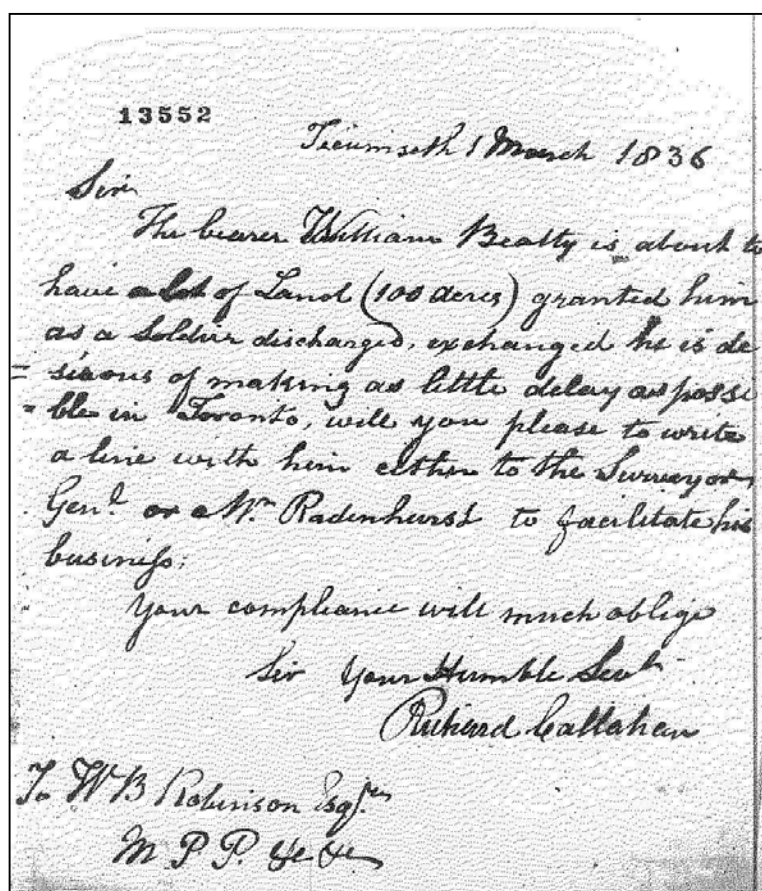 13552
Tecumseth 1 March 1836
Sir
The bearer William Beatty is about to
have a lot of Land (100 acres) granted him
as a Soldier discharged, exchanged he is de
= sirous of making as little delay as possi
= ble in Toronto, will you please to write
a line with him either to the Surveyor
Genl. or a Mr. Radenhurst to facilitate his
business;
Your compliance will much oblige
Sir Your Humble Servt
Richard Callahan
To W B Robinson Esqr.
M. P. P. &c &c